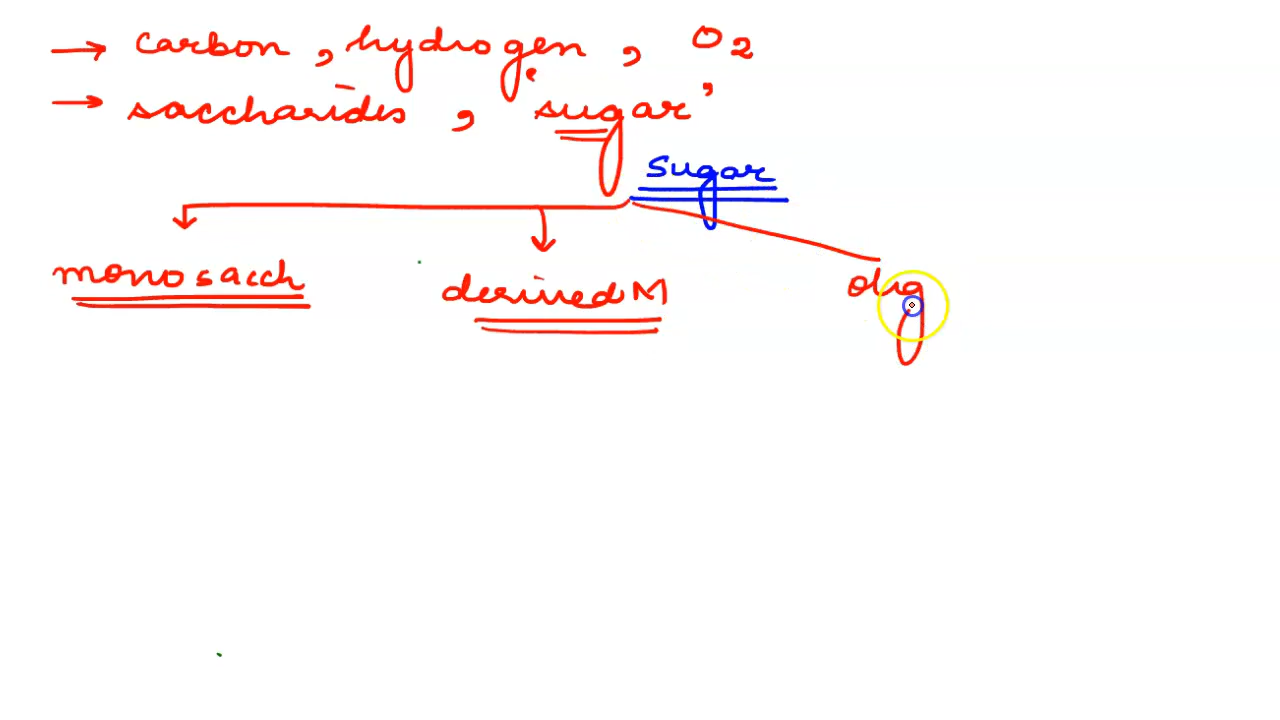 → carbon, hydrogen, O2
→ saccharides, 'sugar'
sugar
monosacch
derived M
olig